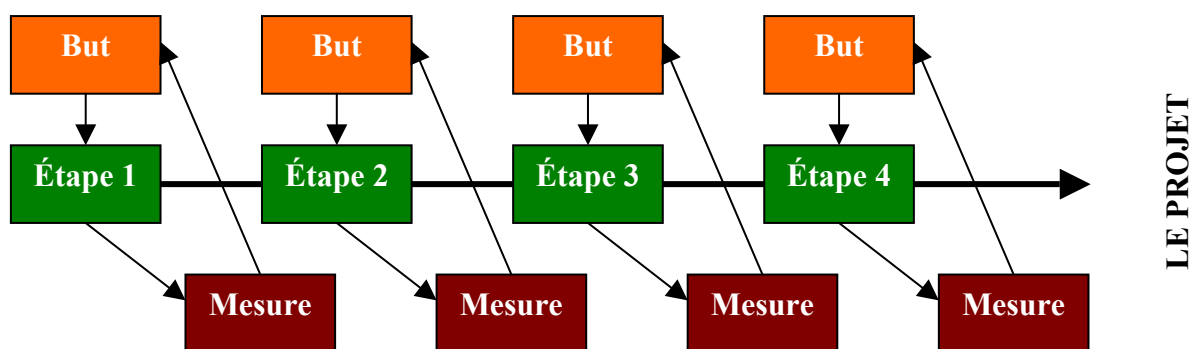 But
But
But
But
Étape 1
Étape 2
Étape 3
Étape 4
Mesure
Mesure
Mesure
Mesure
LE PROJET